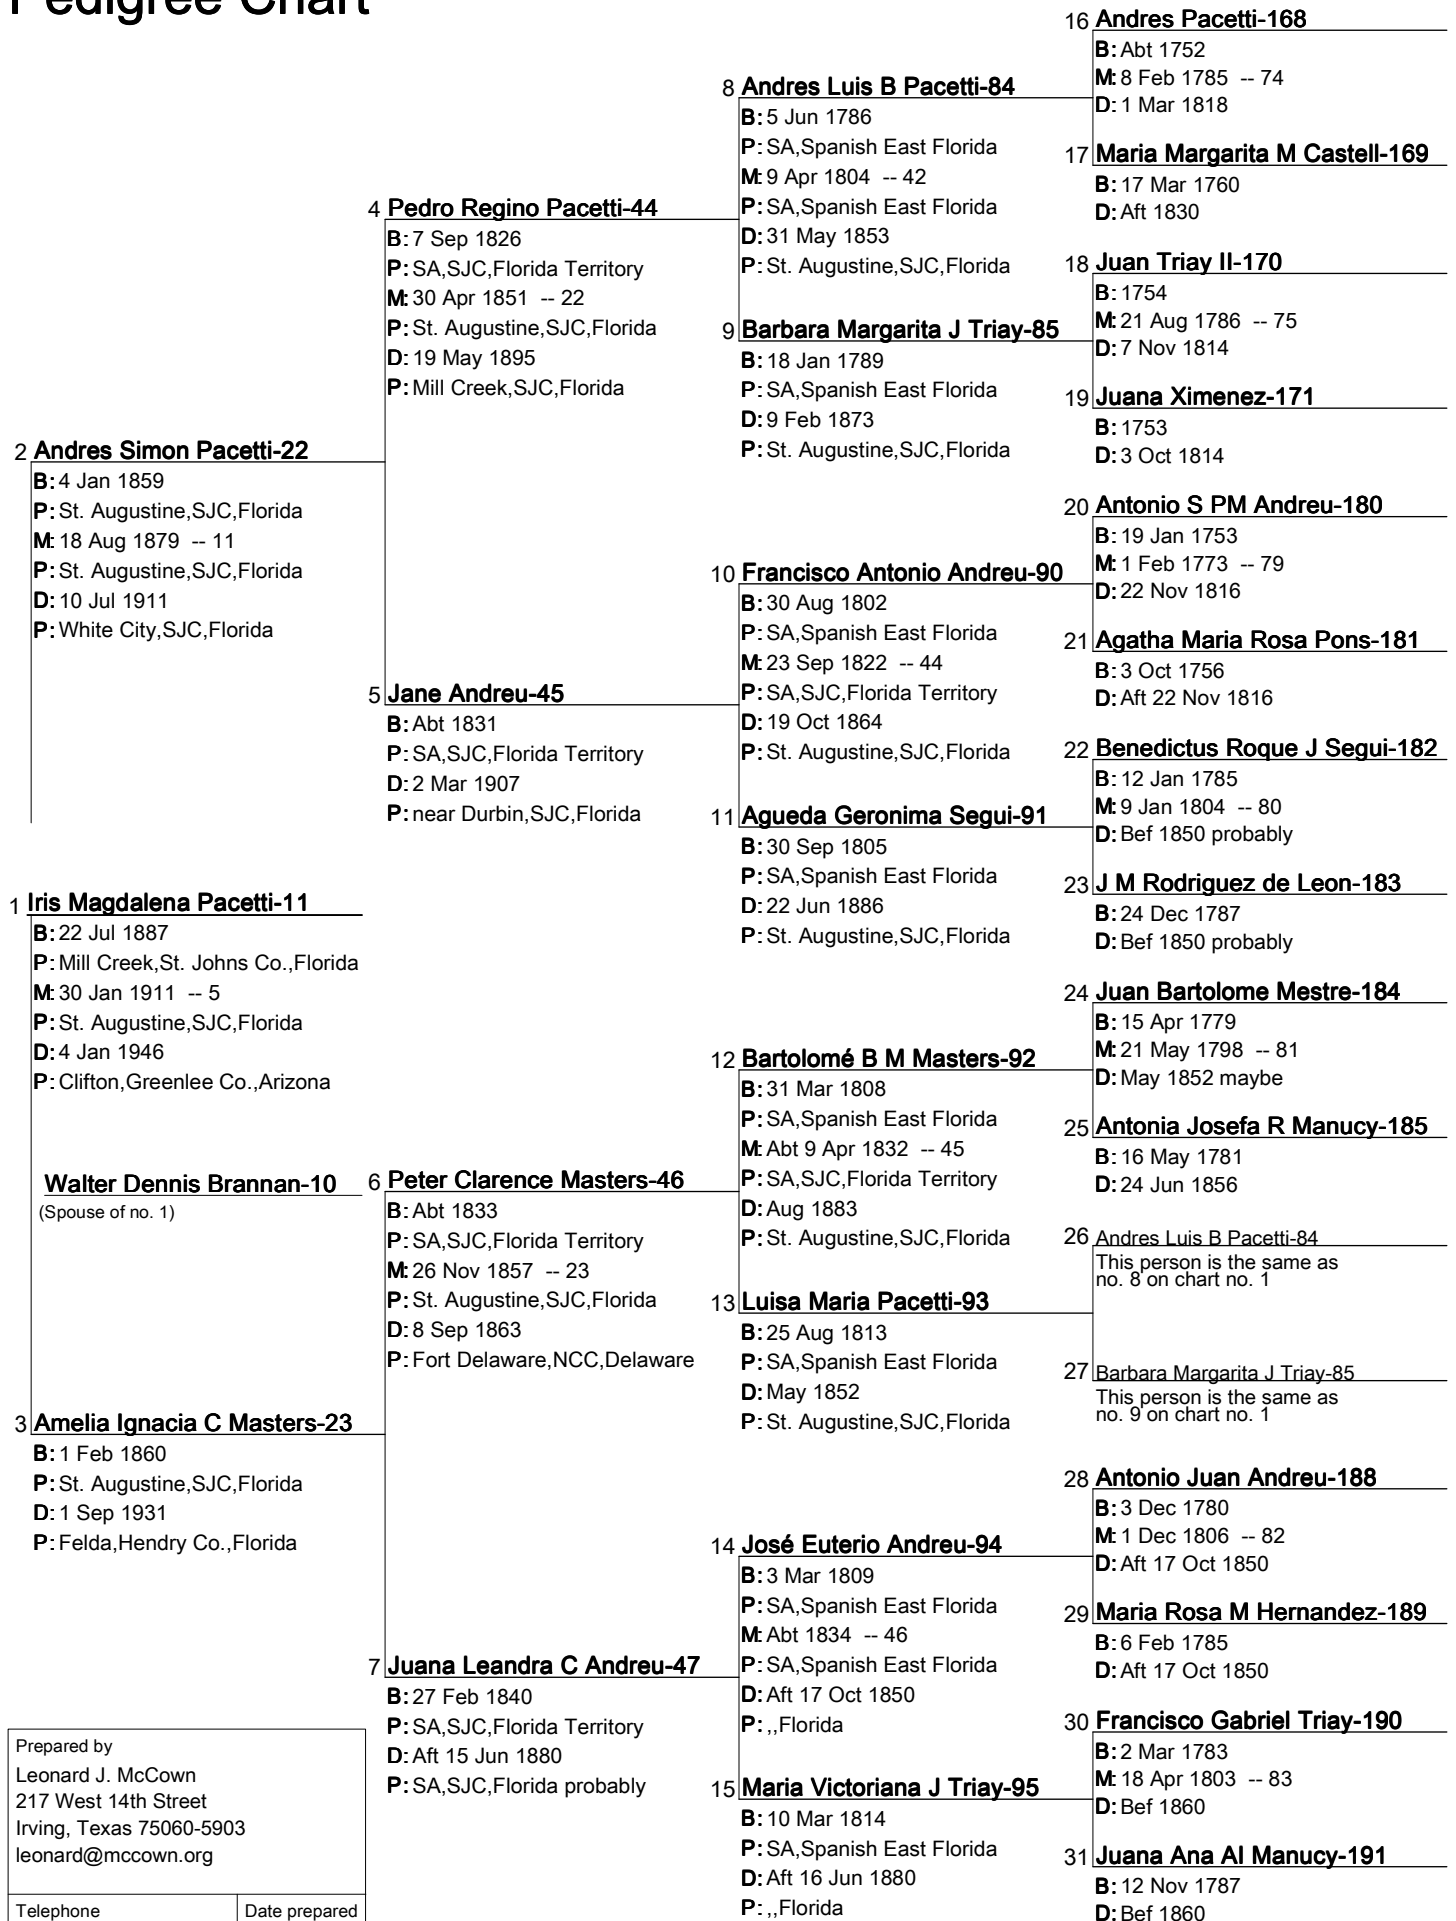 Pedigree Chart
16 Andres Pacetti-168
B: Abt 1752
M: 8 Feb 1785 -- 74
D: 1 Mar 1818
8 Andres Luis B Pacetti-84
B: 5 Jun 1786
P: SA,Spanish East Florida
M: 9 Apr 1804 -- 42
P: SA,Spanish East Florida
D: 31 May 1853
P: St. Augustine,SJC,Florida
17 Maria Margarita M Castell-169
B: 17 Mar 1760
D: Aft 1830
4 Pedro Regino Pacetti-44
B: 7 Sep 1826
P: SA,SJC,Florida Territory
M: 30 Apr 1851 -- 22
P: St. Augustine,SJC,Florida
D: 19 May 1895
P: Mill Creek,SJC,Florida
18 Juan Triay II-170
B: 1754
M: 21 Aug 1786 -- 75
D: 7 Nov 1814
9 Barbara Margarita J Triay-85
B: 18 Jan 1789
P: SA,Spanish East Florida
D: 9 Feb 1873
P: St. Augustine,SJC,Florida
19 Juana Ximenez-171
B: 1753
D: 3 Oct 1814
2 Andres Simon Pacetti-22
B: 4 Jan 1859
P: St. Augustine,SJC,Florida
M: 18 Aug 1879 -- 11
P: St. Augustine,SJC,Florida
D: 10 Jul 1911
P: White City,SJC,Florida
20 Antonio S PM Andreu-180
B: 19 Jan 1753
M: 1 Feb 1773 -- 79
D: 22 Nov 1816
10 Francisco Antonio Andreu-90
B: 30 Aug 1802
P: SA,Spanish East Florida
M: 23 Sep 1822 -- 44
P: SA,SJC,Florida Territory
D: 19 Oct 1864
P: St. Augustine,SJC,Florida
21 Agatha Maria Rosa Pons-181
B: 3 Oct 1756
D: Aft 22 Nov 1816
5 Jane Andreu-45
B: Abt 1831
P: SA,SJC,Florida Territory
D: 2 Mar 1907
P: near Durbin,SJC,Florida
22 Benedictus Roque J Segui-182
B: 12 Jan 1785
M: 9 Jan 1804 -- 80
D: Bef 1850 probably
11 Agueda Geronima Segui-91
B: 30 Sep 1805
P: SA,Spanish East Florida
D: 22 Jun 1886
P: St. Augustine,SJC,Florida
23 J M Rodriguez de Leon-183
B: 24 Dec 1787
D: Bef 1850 probably
1 Iris Magdalena Pacetti-11
B: 22 Jul 1887
P: Mill Creek,St. Johns Co.,Florida
M: 30 Jan 1911 -- 5
P: St. Augustine,SJC,Florida
D: 4 Jan 1946
P: Clifton,Greenlee Co.,Arizona
Walter Dennis Brannan-10
(Spouse of no. 1)
24 Juan Bartolome Mestre-184
B: 15 Apr 1779
M: 21 May 1798 -- 81
D: May 1852 maybe
12 Bartolomé B M Masters-92
B: 31 Mar 1808
P: SA,Spanish East Florida
M: Abt 9 Apr 1832 -- 45
P: SA,SJC,Florida Territory
D: Aug 1883
P: St. Augustine,SJC,Florida
25 Antonia Josefa R Manucy-185
B: 16 May 1781
D: 24 Jun 1856
6 Peter Clarence Masters-46
B: Abt 1833
P: SA,SJC,Florida Territory
M: 26 Nov 1857 -- 23
P: St. Augustine,SJC,Florida
D: 8 Sep 1863
P: Fort Delaware,NCC,Delaware
26 Andres Luis B Pacetti-84
This person is the same as
no. 8 on chart no. 1
13 Luisa Maria Pacetti-93
B: 25 Aug 1813
P: SA,Spanish East Florida
D: May 1852
P: St. Augustine,SJC,Florida
27 Barbara Margarita J Triay-85
This person is the same as
no. 9 on chart no. 1
3 Amelia Ignacia C Masters-23
B: 1 Feb 1860
P: St. Augustine,SJC,Florida
D: 1 Sep 1931
P: Felda,Hendry Co.,Florida
28 Antonio Juan Andreu-188
B: 3 Dec 1780
M: 1 Dec 1806 -- 82
D: Aft 17 Oct 1850
14 José Euterio Andreu-94
B: 3 Mar 1809
P: SA,Spanish East Florida
M: Abt 1834 -- 46
P: SA,Spanish East Florida
D: Aft 17 Oct 1850
P: ,,Florida
29 Maria Rosa M Hernandez-189
B: 6 Feb 1785
D: Aft 17 Oct 1850
7 Juana Leandra C Andreu-47
B: 27 Feb 1840
P: SA,SJC,Florida Territory
D: Aft 15 Jun 1880
P: SA,SJC,Florida probably
30 Francisco Gabriel Triay-190
B: 2 Mar 1783
M: 18 Apr 1803 -- 83
D: Bef 1860
15 Maria Victoriana J Triay-95
B: 10 Mar 1814
P: SA,Spanish East Florida
D: Aft 16 Jun 1880
P: ,,Florida
31 Juana Ana Al Manucy-191
B: 12 Nov 1787
D: Bef 1860
Prepared by
Leonard J. McCown
217 West 14th Street
Irving, Texas 75060-5903
leonard@mccown.org
Telephone
Date prepared